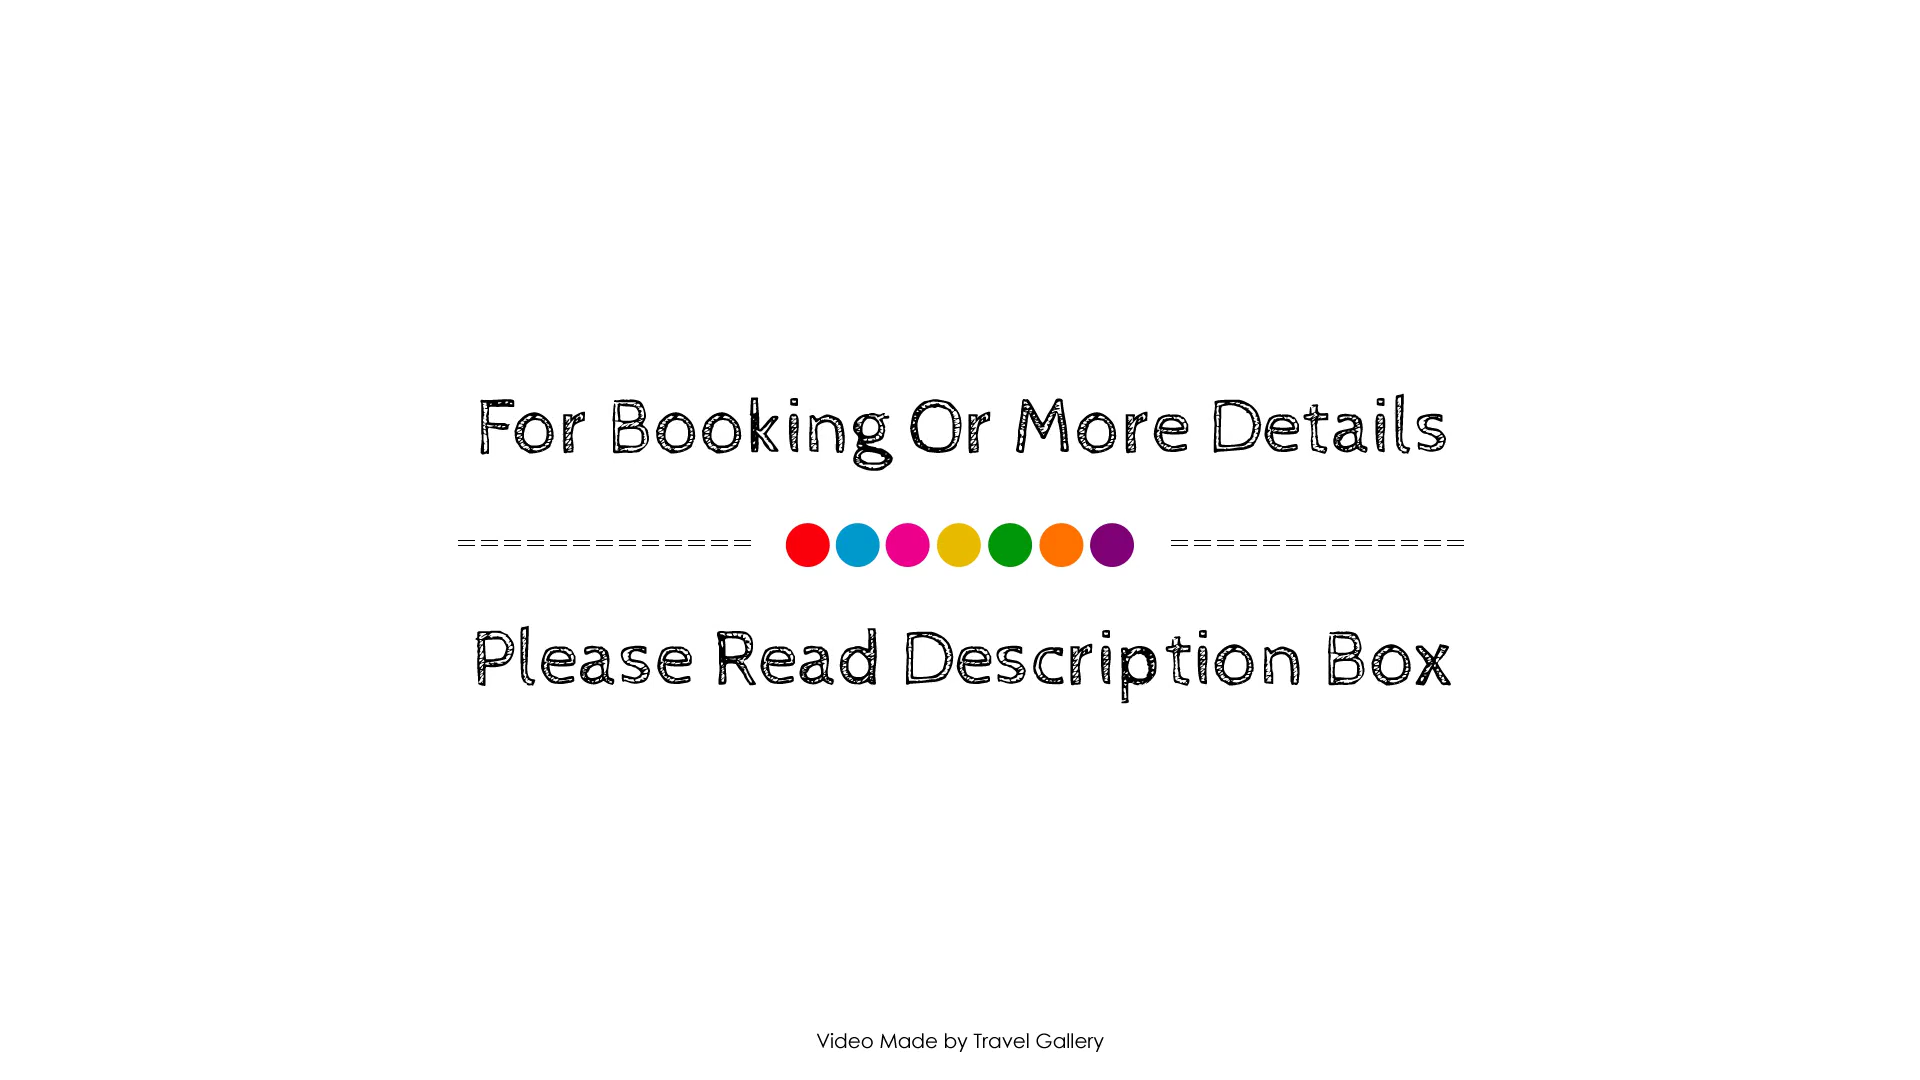 For Booking Or More Details
============= =============
Please Read Description Box
Video Made by Travel Gallery